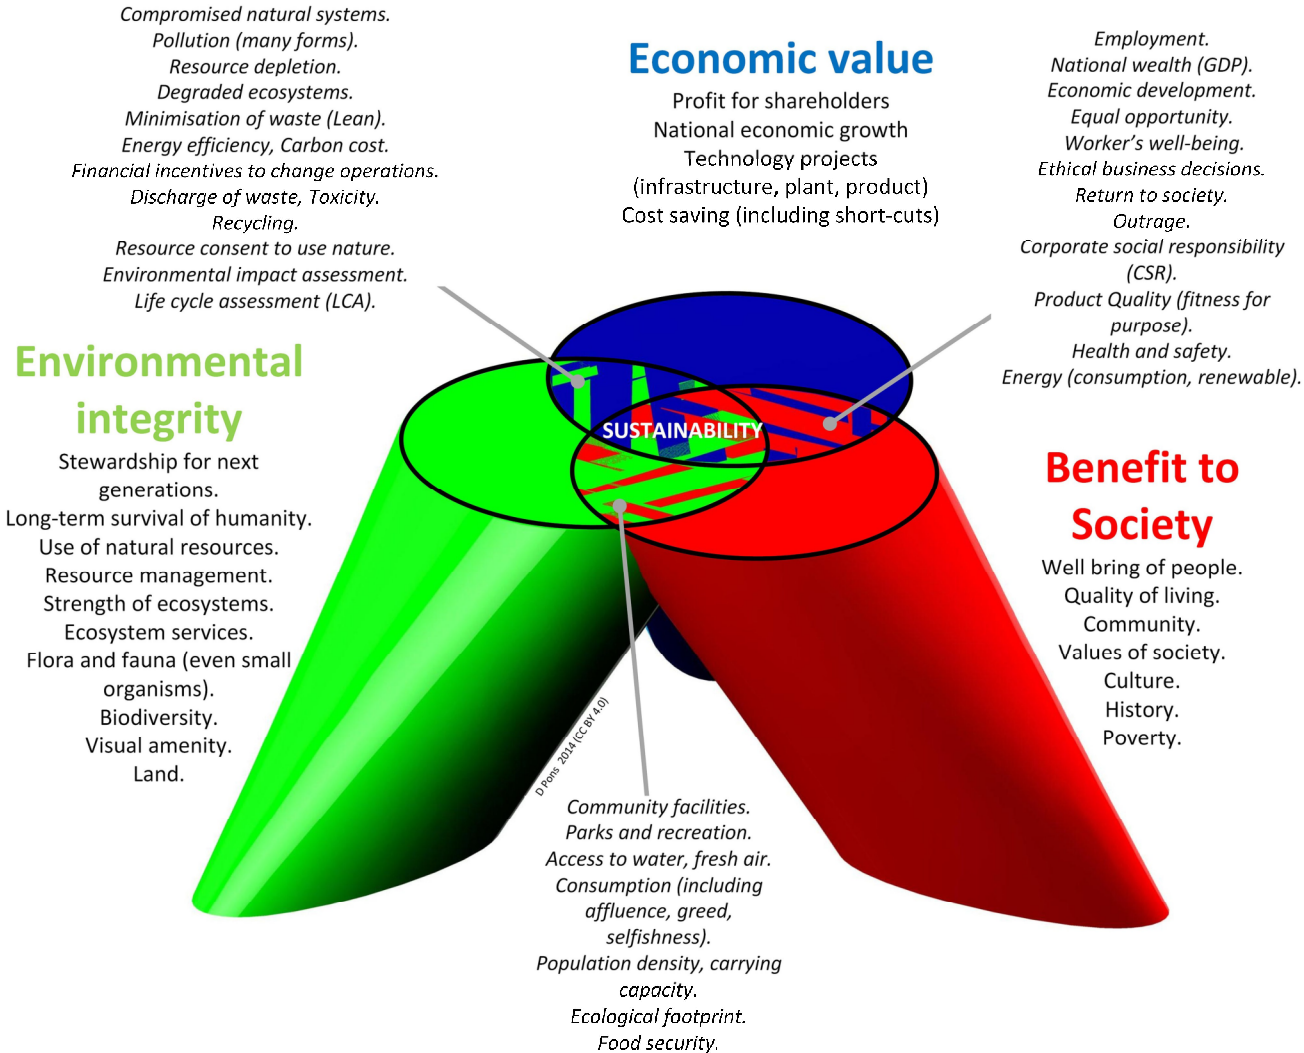 Compromised natural systems.
Pollution (many forms).
Resource depletion.
Degraded ecosystems.
Minimisation of waste (Lean).
Energy efficiency, Carbon cost.
Financial incentives to change operations.
Discharge of waste, Toxicity.
Recycling.
Resource consent to use nature.
Environmental impact assessment.
Life cycle assessment (LCA).
Economic value
Profit for shareholders
National economic growth
Technology projects
(infrastructure, plant, product)
Cost saving (including short-cuts)
Employment.
National wealth (GDP).
Economic development.
Equal opportunity.
Worker's well-being.
Ethical business decisions.
Return to society.
Outrage.
Corporate social responsibility
(CSR).
Product Quality (fitness for
purpose).
Health and safety.
Energy (consumption, renewable).
Environmental
integrity
Stewardship for next
generations.
Long-term survival of humanity.
Use of natural resources.
Resource management.
Strength of ecosystems.
Ecosystem services.
Flora and fauna (even small
organisms).
Biodiversity.
Visual amenity.
Land.
SUSTAINABILITY
Benefit to
Society
Well bring of people.
Quality of living.
Community.
Values of society.
Culture.
History.
Poverty.
D Pons 2014 (CC BY 4.0)
Community facilities.
Parks and recreation.
Access to water, fresh air.
Consumption (including
affluence, greed,
selfishness).
Population density, carrying
capacity.
Ecological footprint.
Food security.